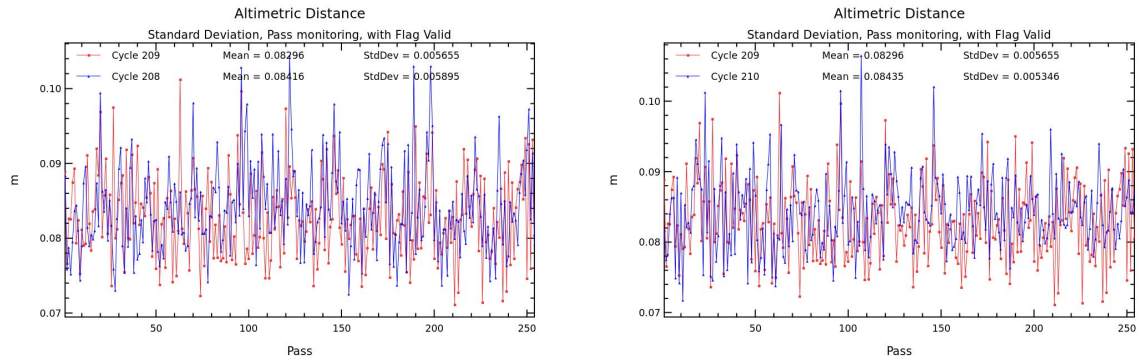 Altimetric Distance
Standard Deviation, Pass monitoring, with Flag Valid
Cycle 209 Mean = 0.08296 StdDev = 0.005655
Cycle 208 Mean = 0.08416 StdDev = 0.005895
0.10
0.09
0.08
0.07
m
50 100 150 200 250
Pass
Altimetric Distance
Standard Deviation, Pass monitoring, with Flag Valid
Cycle 209 Mean = 0.08296 StdDev = 0.005655
Cycle 210 Mean = 0.08435 StdDev = 0.005346
0.10
0.09
0.08
0.07
m
50 100 150 200 250
Pass